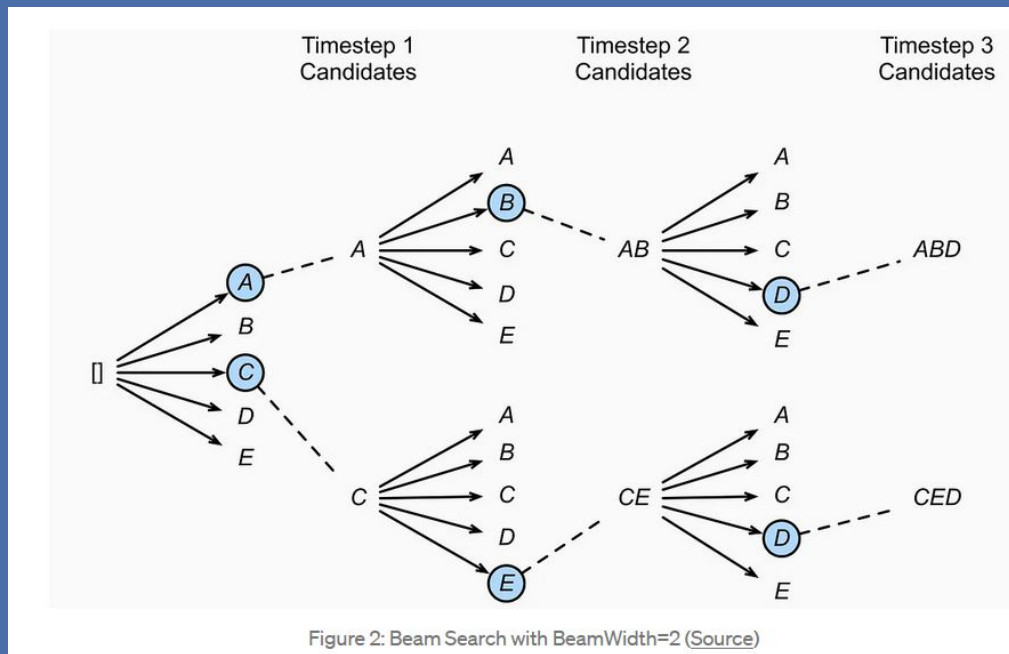 Timestep 1
Candidates
Timestep 2
Candidates
Timestep 3
Candidates
[]
A
B
C
D
E
A
A
B
C
D
E
C
A
B
C
D
E
AB
A
B
C
D
E
CE
A
B
C
D
E
ABD
CED
Figure 2: Beam Search with BeamWidth=2 (Source)